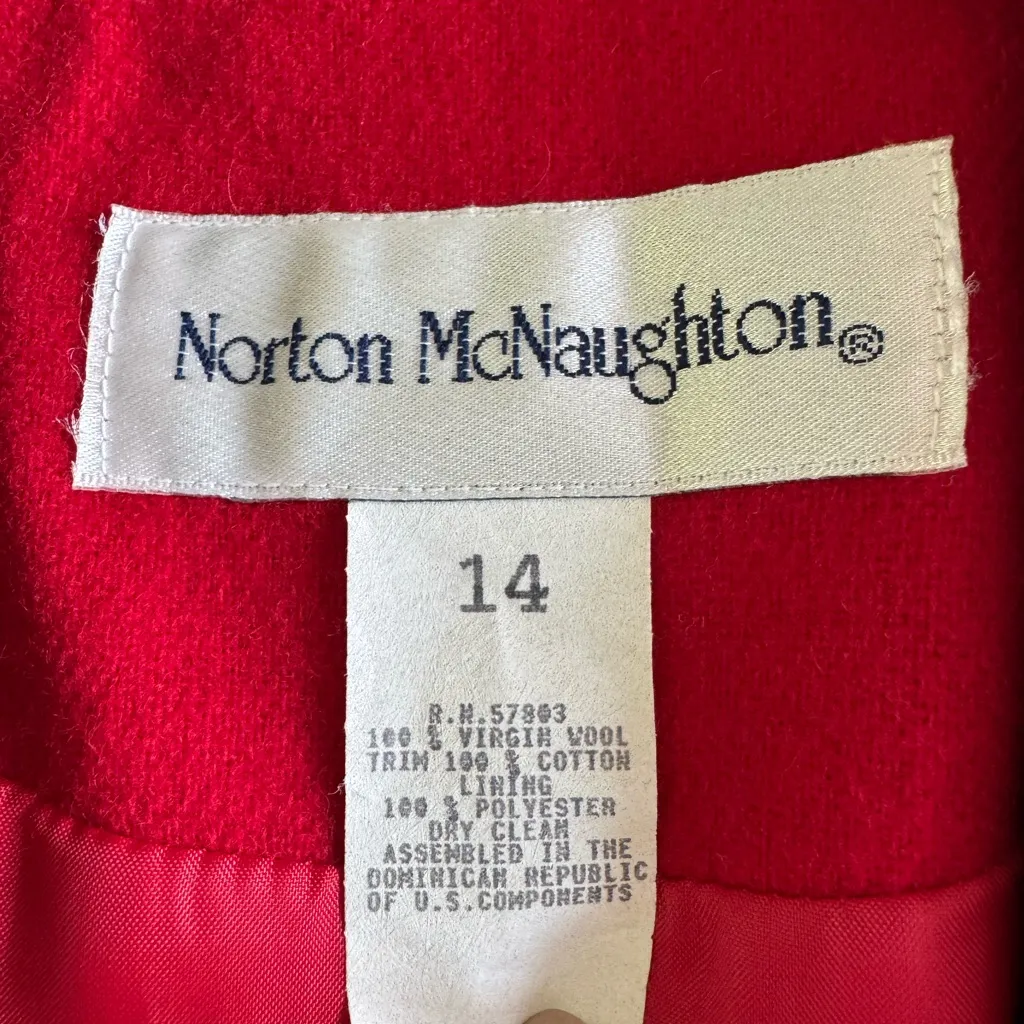 Norton McNaughton®
14
R.N.57803
100 % VIRGIN WOOL
TRIM 100 % COTTON
LINING
100 % POLYESTER
DRY CLEAN
ASSEMBLED IN THE
DOMINICAN REPUBLIC
OF U.S.COMPONENTS